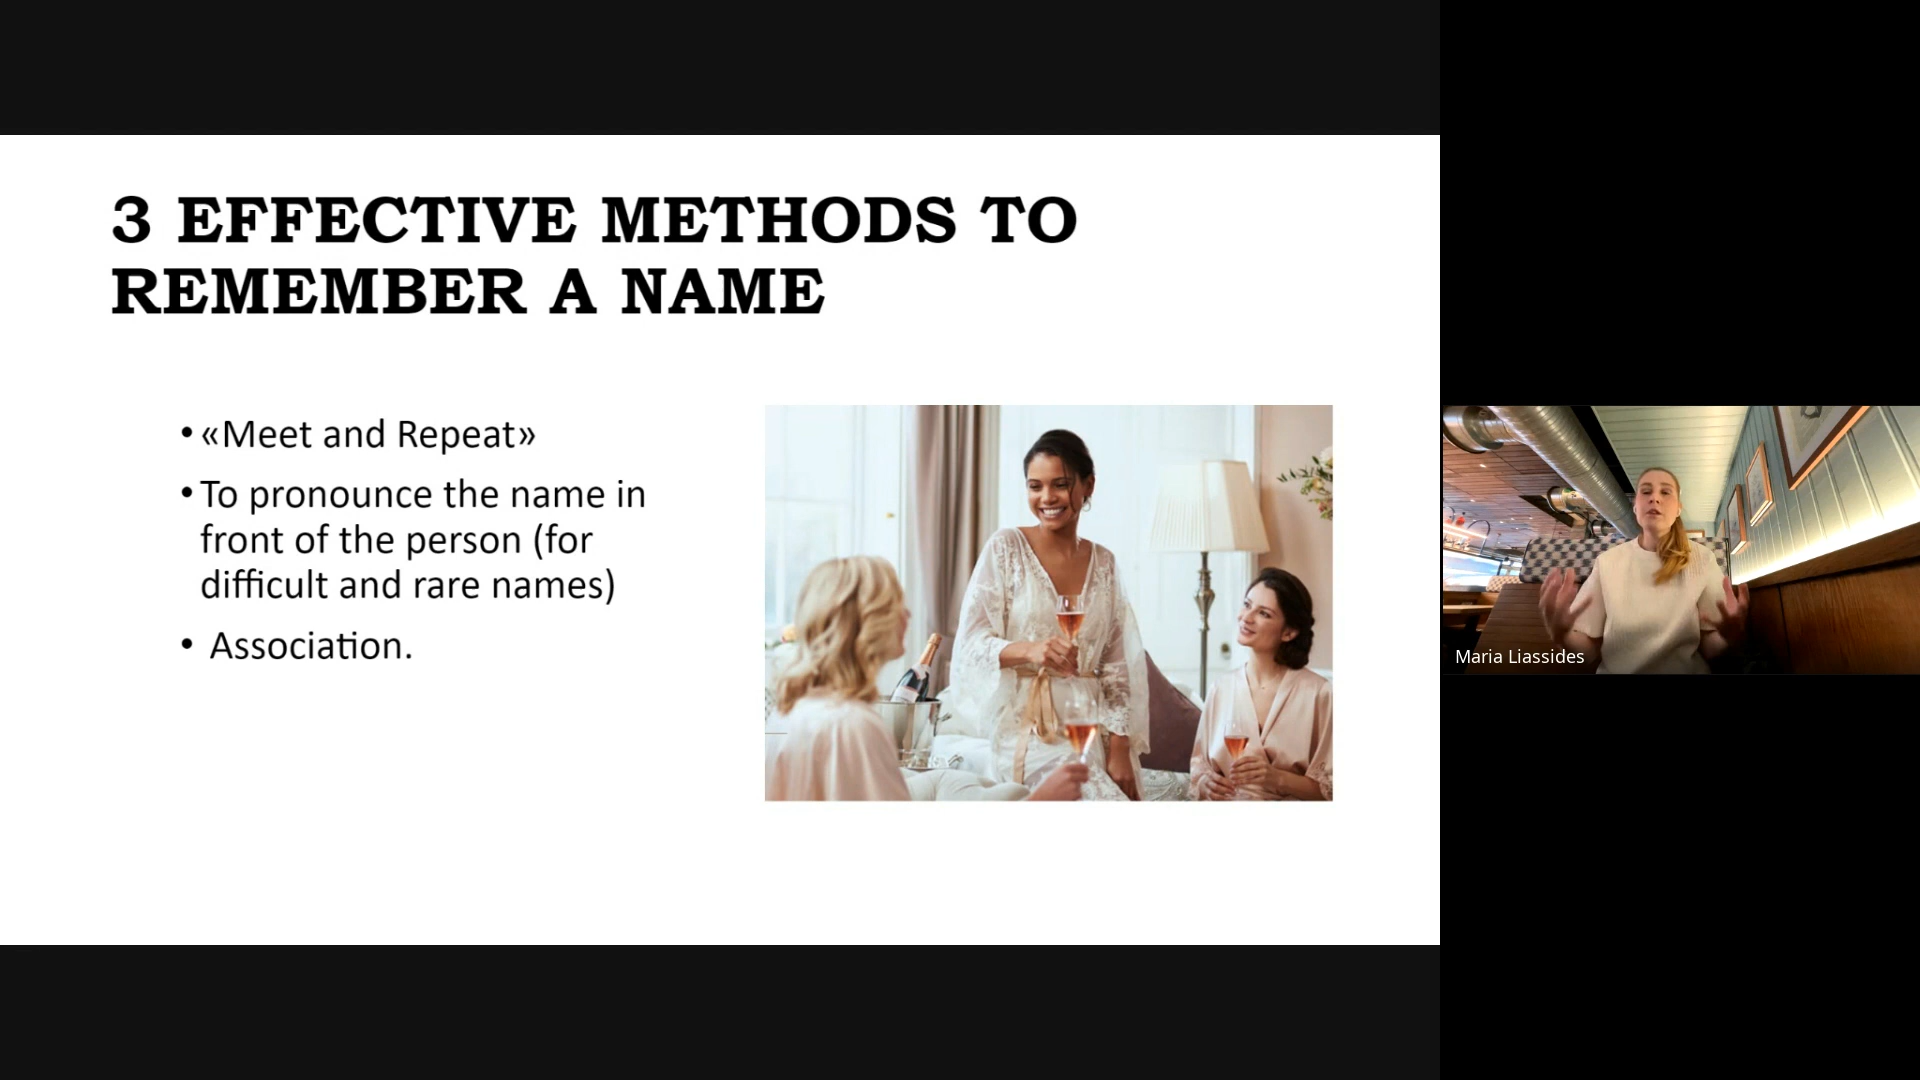 3 EFFECTIVE METHODS TO
REMEMBER A NAME
• «Meet and Repeat»
• To pronounce the name in
front of the person (for
difficult and rare names)
• Association.
Maria Liassides